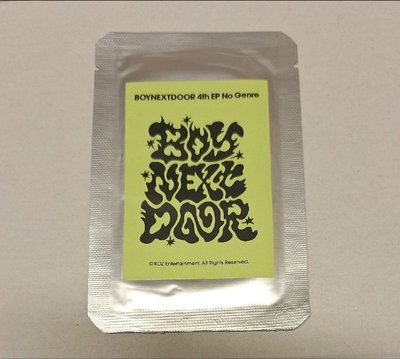 BOYNEXTDOOR 4th EP No Genre
BOY
NEXT
DOOR
© KOZ Entertainment. All Rights Reserved.